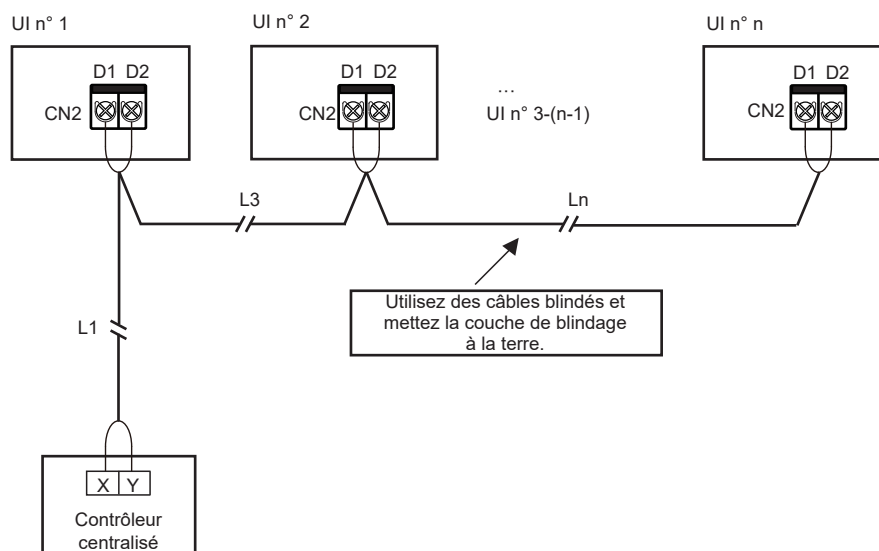 UI n° 1
UI n° 2
UI n° n
D1 D2
CN2
D1 D2
CN2
...
UI n° 3-(n-1)
D1 D2
CN2
L3
Ln
Utilisez des câbles blindés et
mettez la couche de blindage
à la terre.
L1
X Y
Contrôleur
centralisé